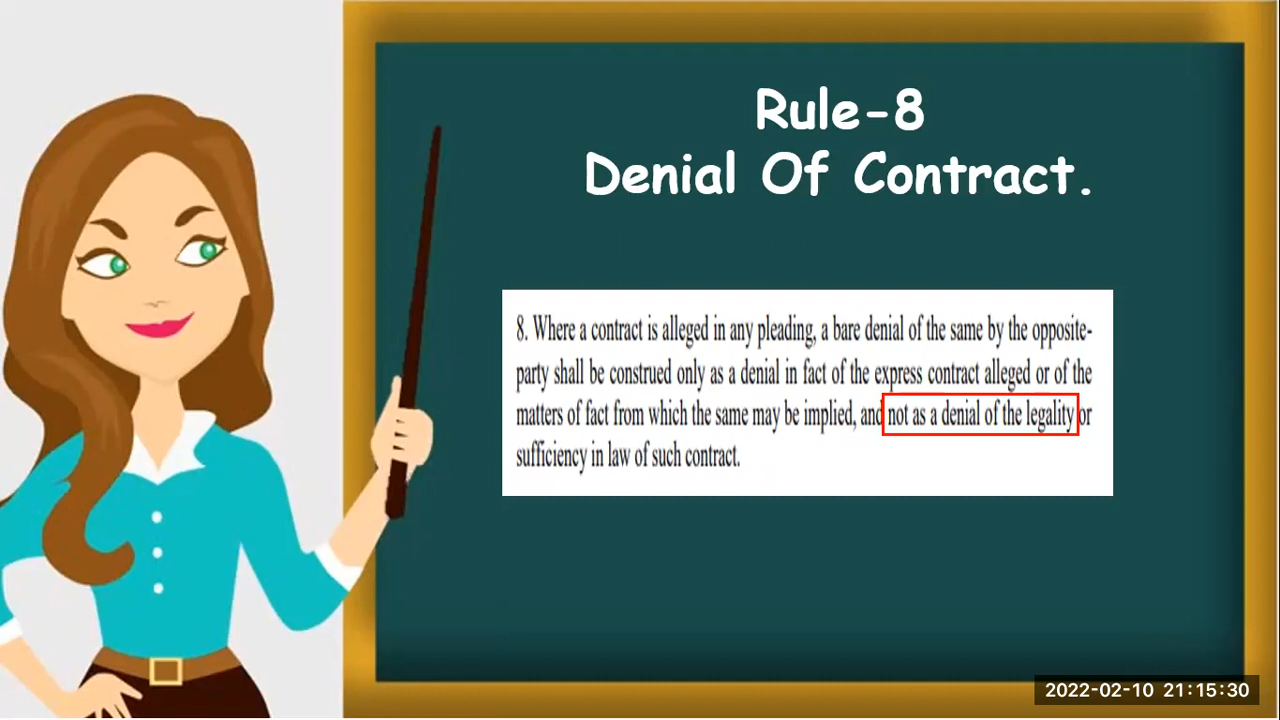 Rule-8
Denial Of Contract.
8. Where a contract is alleged in any pleading, a bare denial of the same by the opposite-
party shall be construed only as a denial in fact of the express contract alleged or of the
matters of fact from which the same may be implied, and not as a denial of the legality or
sufficiency in law of such contract.
2022-02-10 21:15:30